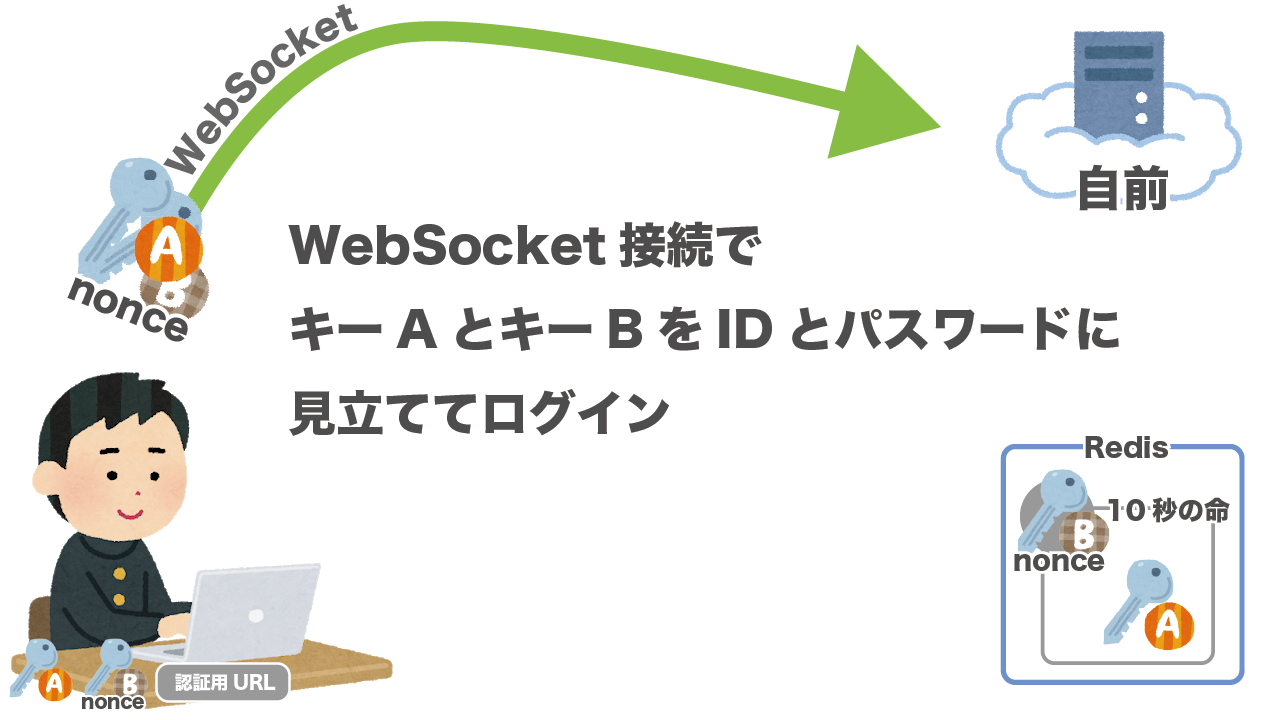 WebSocket
自前
A
B
nonce
WebSocket 接続で
キー A とキー B を ID とパスワードに
見立ててログイン
Redis
10 秒の命
B
nonce
A
A
B
nonce
認証用 URL